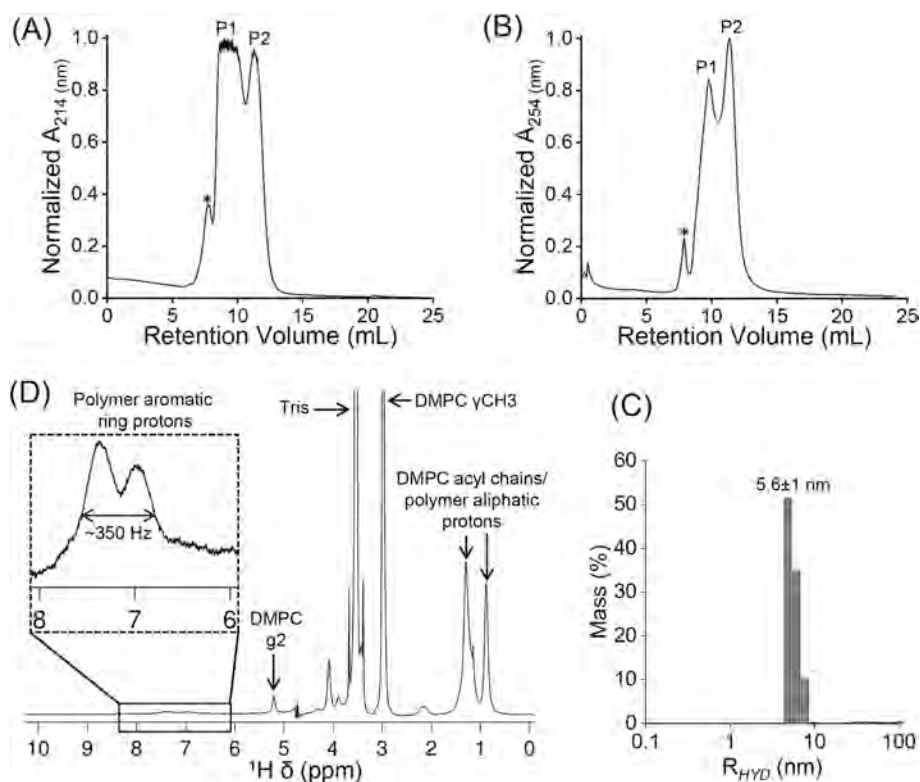 (A)
P1
P2
*
Normalized A214 (nm)
1.0
0.8
0.6
0.4
0.2
0.0
0 5 10 15 20 25
Retention Volume (mL)
(B)
P1
P2
*
Normalized A254 (nm)
1.0
0.8
0.6
0.4
0.2
0.0
0 5 10 15 20 25
Retention Volume (mL)
(D)
Polymer aromatic
ring protons
~350 Hz
8 7 6
Tris
DMPC γCH3
DMPC acyl chains/
polymer aliphatic
protons
DMPC
g2
10 9 8 7 6 5 4 3 2 1 0
¹H δ (ppm)
(C)
5.6±1 nm
Mass (%)
60
50
40
30
20
10
0
0.1 1 10 100
RHYD (nm)